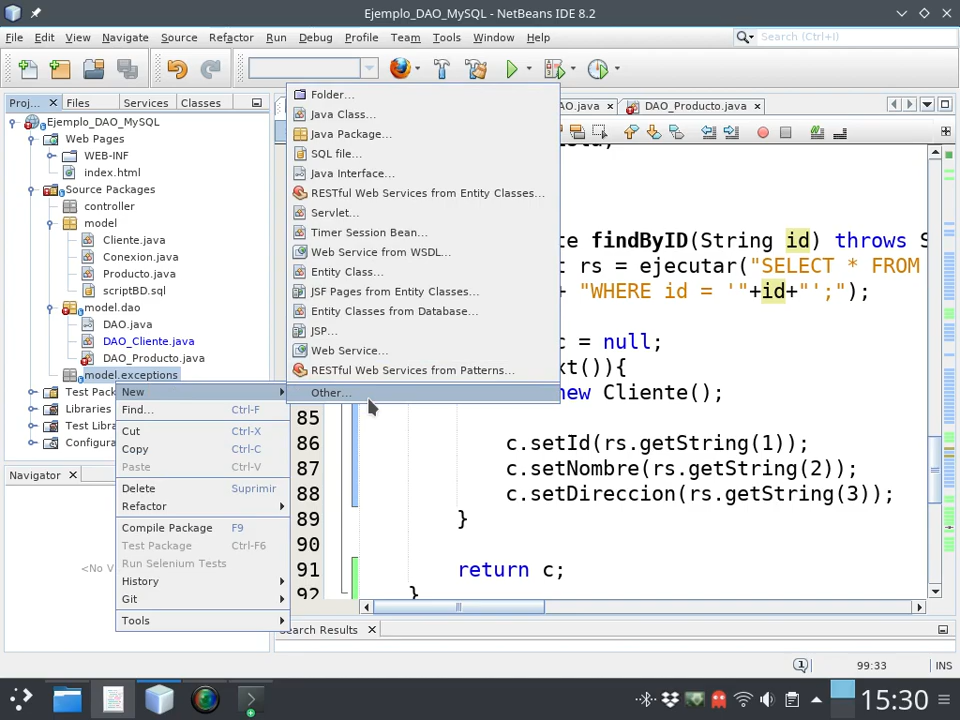 Ejemplo_DAO_MySQL - NetBeans IDE 8.2
File Edit View Navigate Source Refactor Run Debug Profile Team Tools Window Help
Search (Ctrl+I)
Proj... Files Services Classes
AO.java DAO_Producto.java
Ejemplo_DAO_MySQL
Web Pages
WEB-INF
index.html
Source Packages
controller
model
Cliente.java
Conexion.java
Producto.java
scriptBD.sql
model.dao
DAO.java
DAO_Cliente.java
DAO_Producto.java
model.exceptions
Test Pack
Libraries
Test Libr
Configura
Navigator
<No V
New
Find... Ctrl-F
Cut Ctrl-X
Copy Ctrl-C
Paste Ctrl-V
Delete Suprimir
Refactor
Compile Package F9
Test Package Ctrl-F6
Run Selenium Tests
History
Git
Tools
Folder...
Java Class...
Java Package...
SQL file...
Java Interface...
RESTful Web Services from Entity Classes...
Servlet...
Timer Session Bean...
Web Service from WSDL...
Entity Class...
JSF Pages from Entity Classes...
Entity Classes from Database...
JSP...
Web Service...
RESTful Web Services from Patterns...
Other...
te findByID(String id) throws S
t rs = ejecutar("SELECT * FROM
+ "WHERE id = '"+id+"';");
c = null;
xt()){
new Cliente();
85
86 c.setId(rs.getString(1));
87 c.setNombre(rs.getString(2));
88 c.setDireccion(rs.getString(3));
89 }
90
91 return c;
92 }
Search Results
1 99:33 INS
15:30